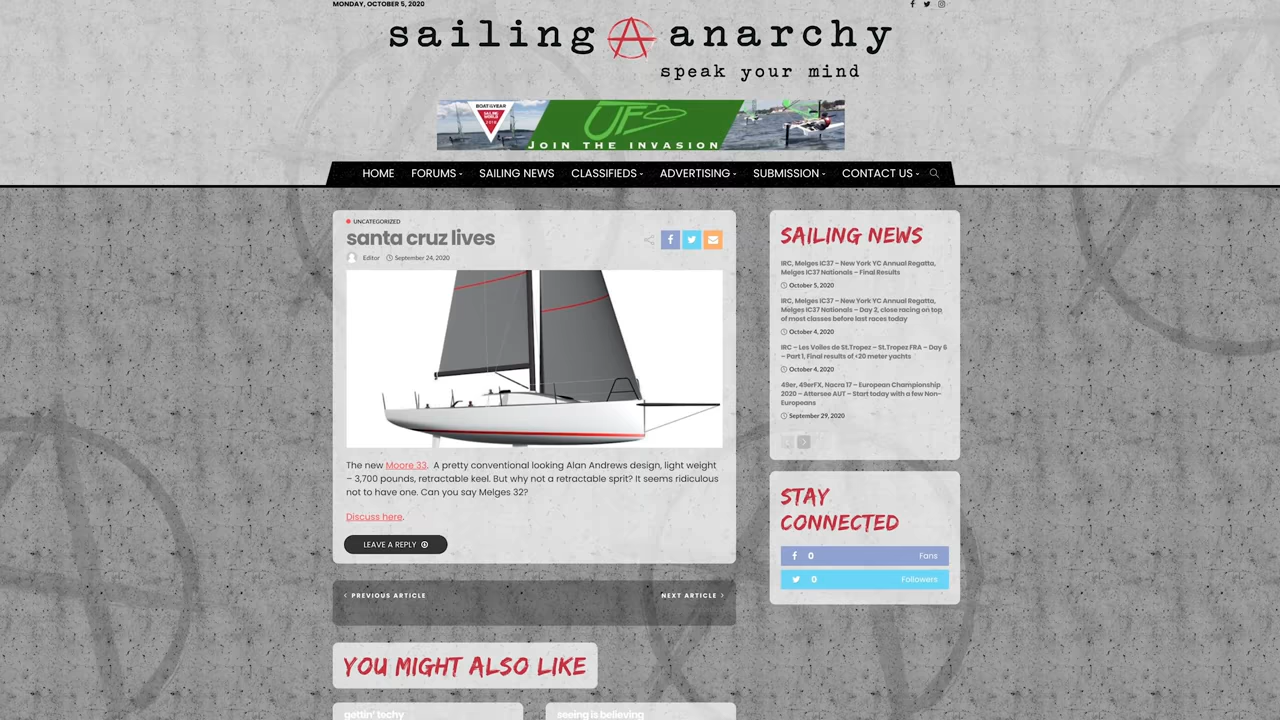 MONDAY, OCTOBER 5, 2020
sailing anarchy
speak your mind
BOAT OF THE YEAR
SAILING WORLD
2018
UFO
JOIN THE INVASION
HOME FORUMS SAILING NEWS CLASSIFIEDS ADVERTISING SUBMISSION CONTACT US
UNCATEGORIZED
santa cruz lives
Editor September 24, 2020
The new Moore 33.  A pretty conventional looking Alan Andrews design, light weight
– 3,700 pounds, retractable keel. But why not a retractable sprit? It seems ridiculous
not to have one. Can you say Melges 32?
Discuss here.
LEAVE A REPLY
PREVIOUS ARTICLE
NEXT ARTICLE
YOU MIGHT ALSO LIKE
gettin' techy
seeing is believing
SAILING NEWS
IRC, Melges IC37 – New York YC Annual Regatta,
Melges IC37 Nationals – Final Results
October 5, 2020
IRC, Melges IC37 – New York YC Annual Regatta,
Melges IC37 Nationals – Day 2, close racing on top
of most classes before last races today
October 4, 2020
IRC – Les Voiles de St.Tropez – St.Tropez FRA – Day 6
– Part 1, Final results of <20 meter yachts
October 4, 2020
49er, 49erFX, Nacra 17 – European Championship
2020 – Attersee AUT – Start today with a few Non-
Europeans
September 29, 2020
STAY
CONNECTED
0 Fans
0 Followers